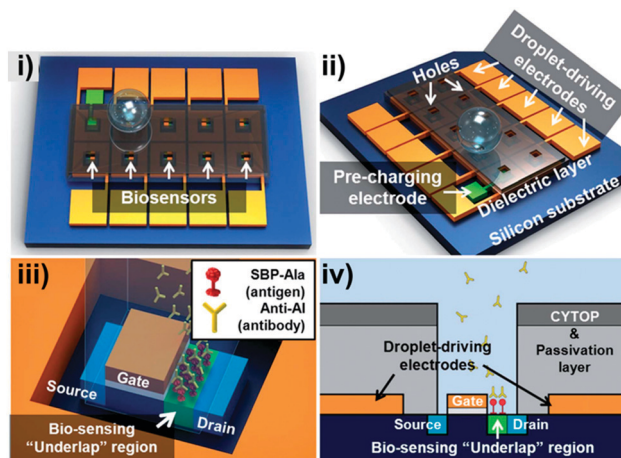 i)
Biosensors
ii)
Holes
Droplet-driving
electrodes
Pre-charging
electrode
Dielectric layer
Silicon substrate
iii)
SBP-Ala
(antigen)
Anti-AI
(antibody)
Gate
Source
Drain
Bio-sensing
"Underlap" region
iv)
CYTOP
&
Passivation
layer
Droplet-driving
electrodes
Gate
Source
Drain
Bio-sensing "Underlap" region